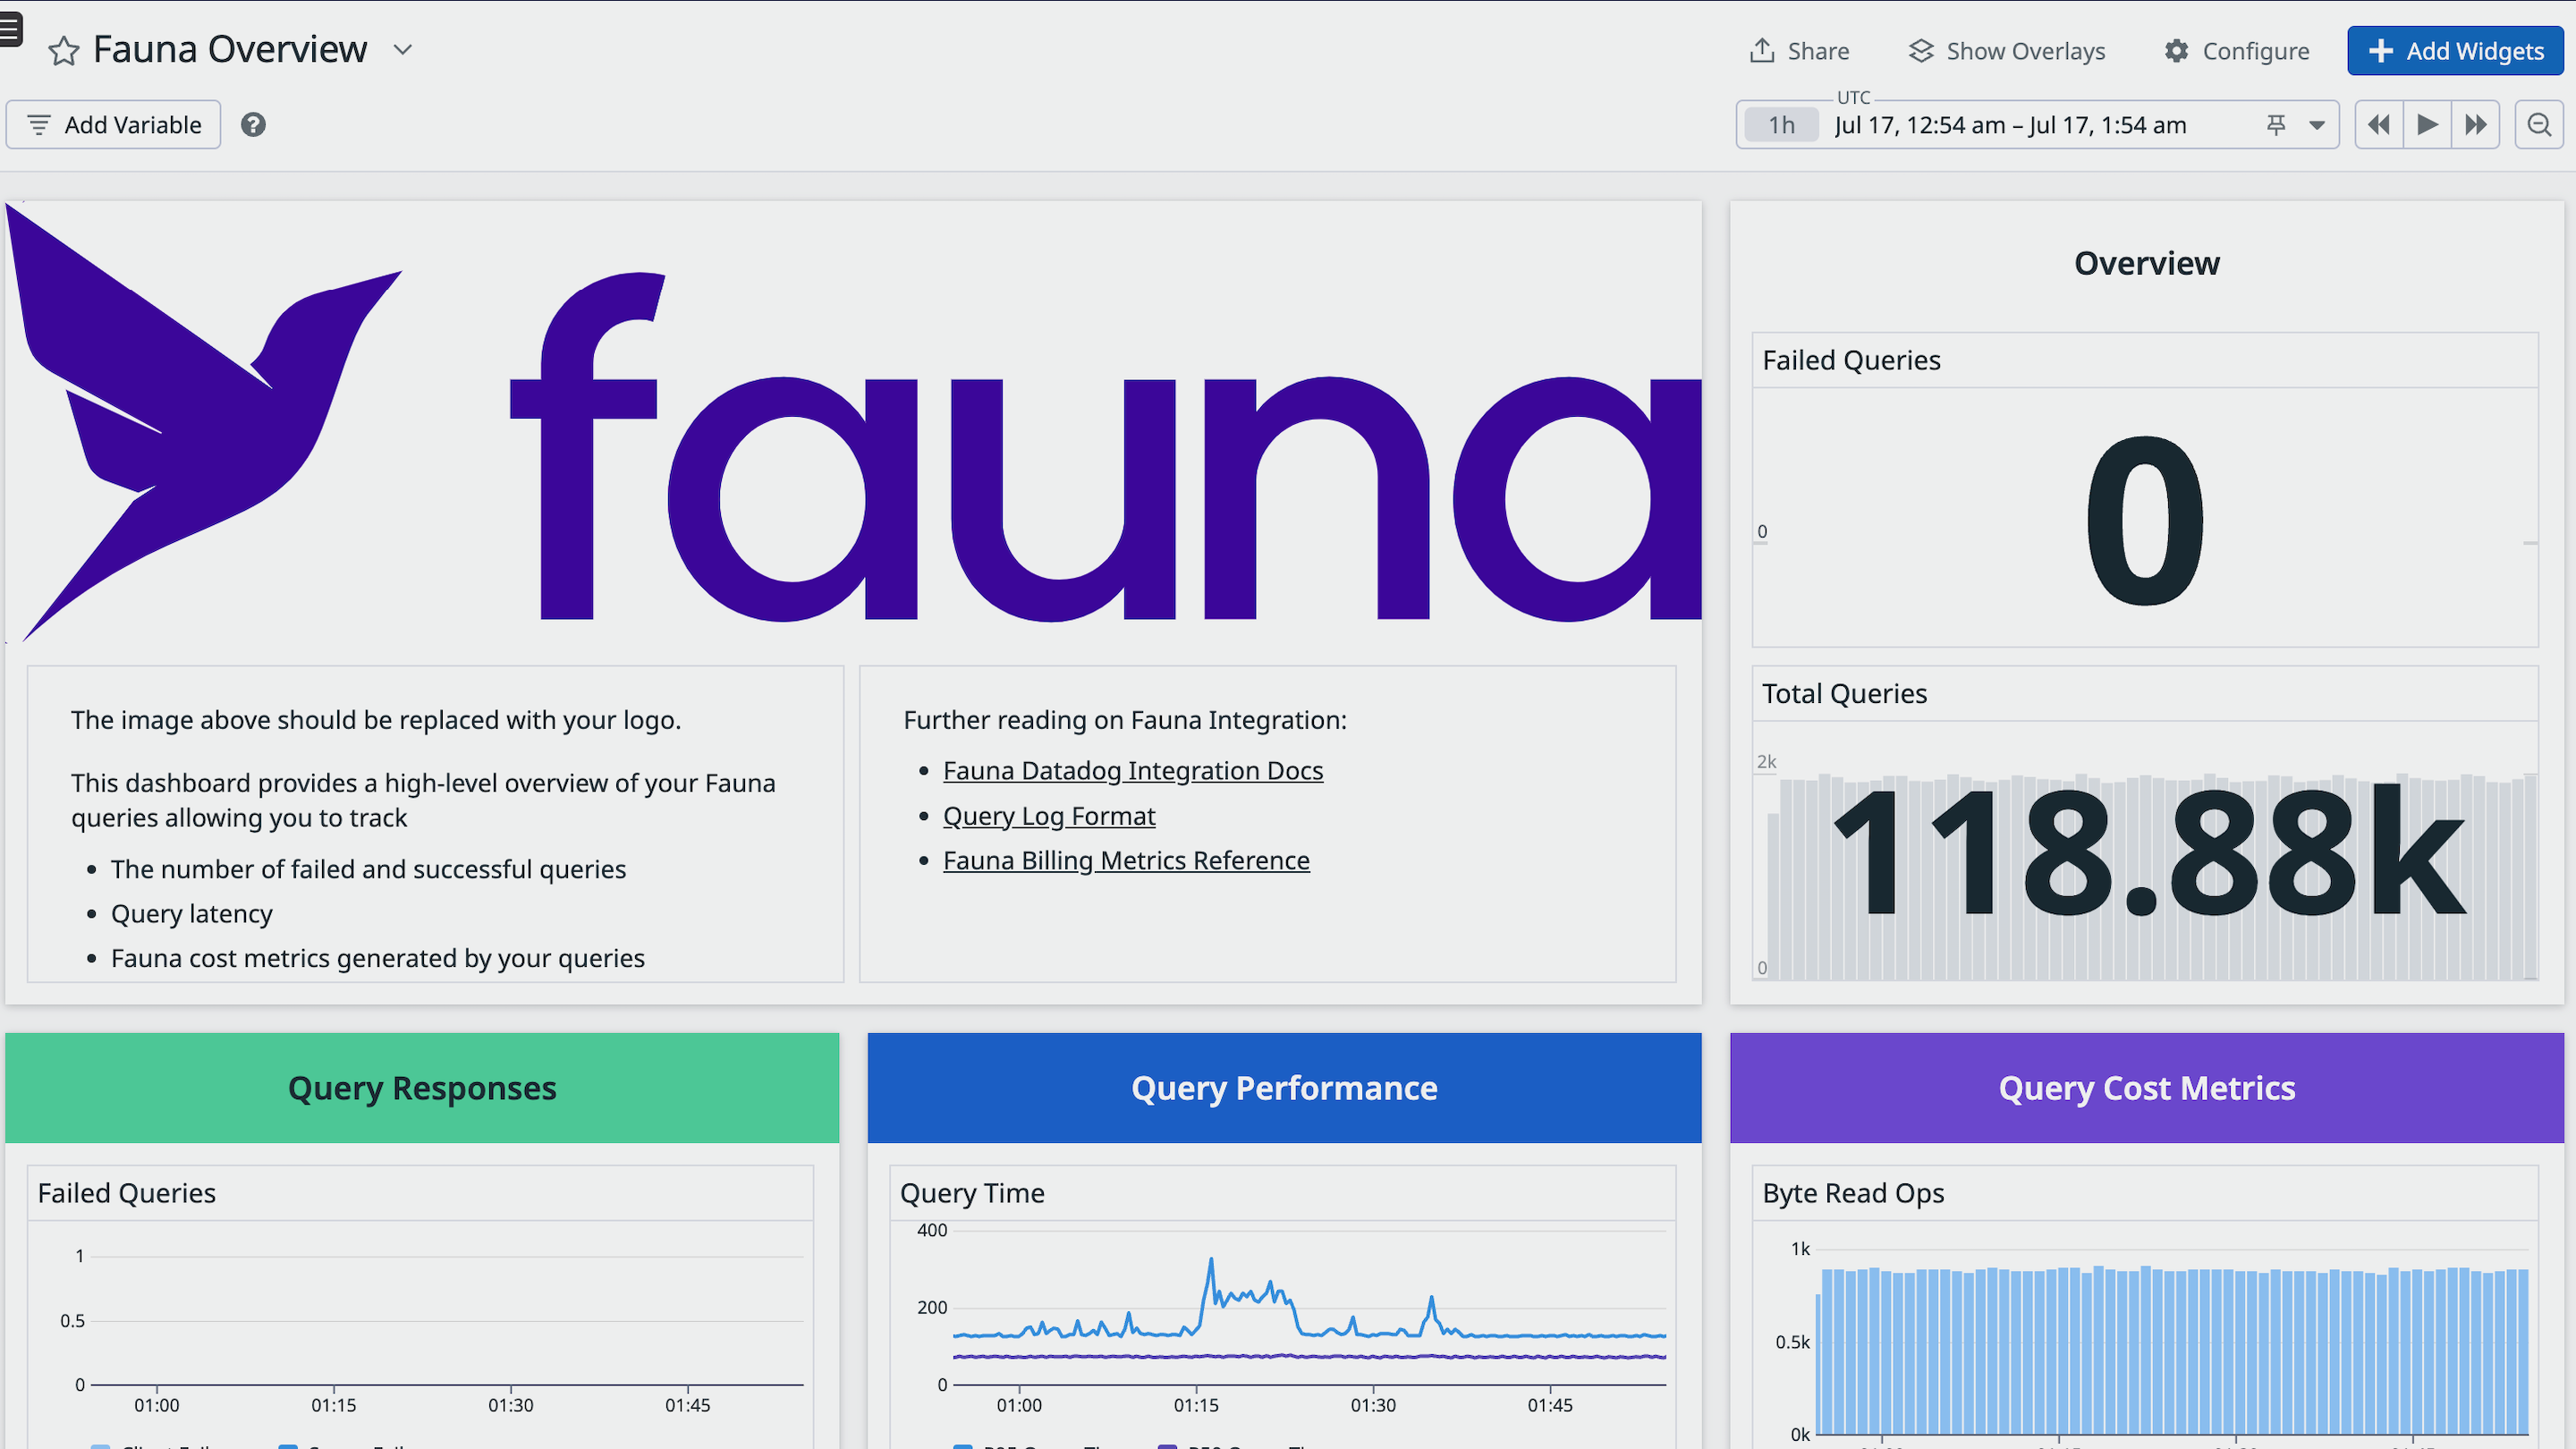 Fauna Overview
Share
Show Overlays
Configure
Add Widgets
Add Variable
UTC
1h
Jul 17, 12:54 am – Jul 17, 1:54 am
fauna
The image above should be replaced with your logo.
This dashboard provides a high-level overview of your Fauna
queries allowing you to track
The number of failed and successful queries
Query latency
Fauna cost metrics generated by your queries
Further reading on Fauna Integration:
Fauna Datadog Integration Docs
Query Log Format
Fauna Billing Metrics Reference
Overview
Failed Queries
0
0
Total Queries
2k
118.88k
0
Query Responses
Failed Queries
1
0.5
0
01:00
01:15
01:30
01:45
Query Performance
Query Time
400
200
0
01:00
01:15
01:30
01:45
Query Cost Metrics
Byte Read Ops
1k
0.5k
0k